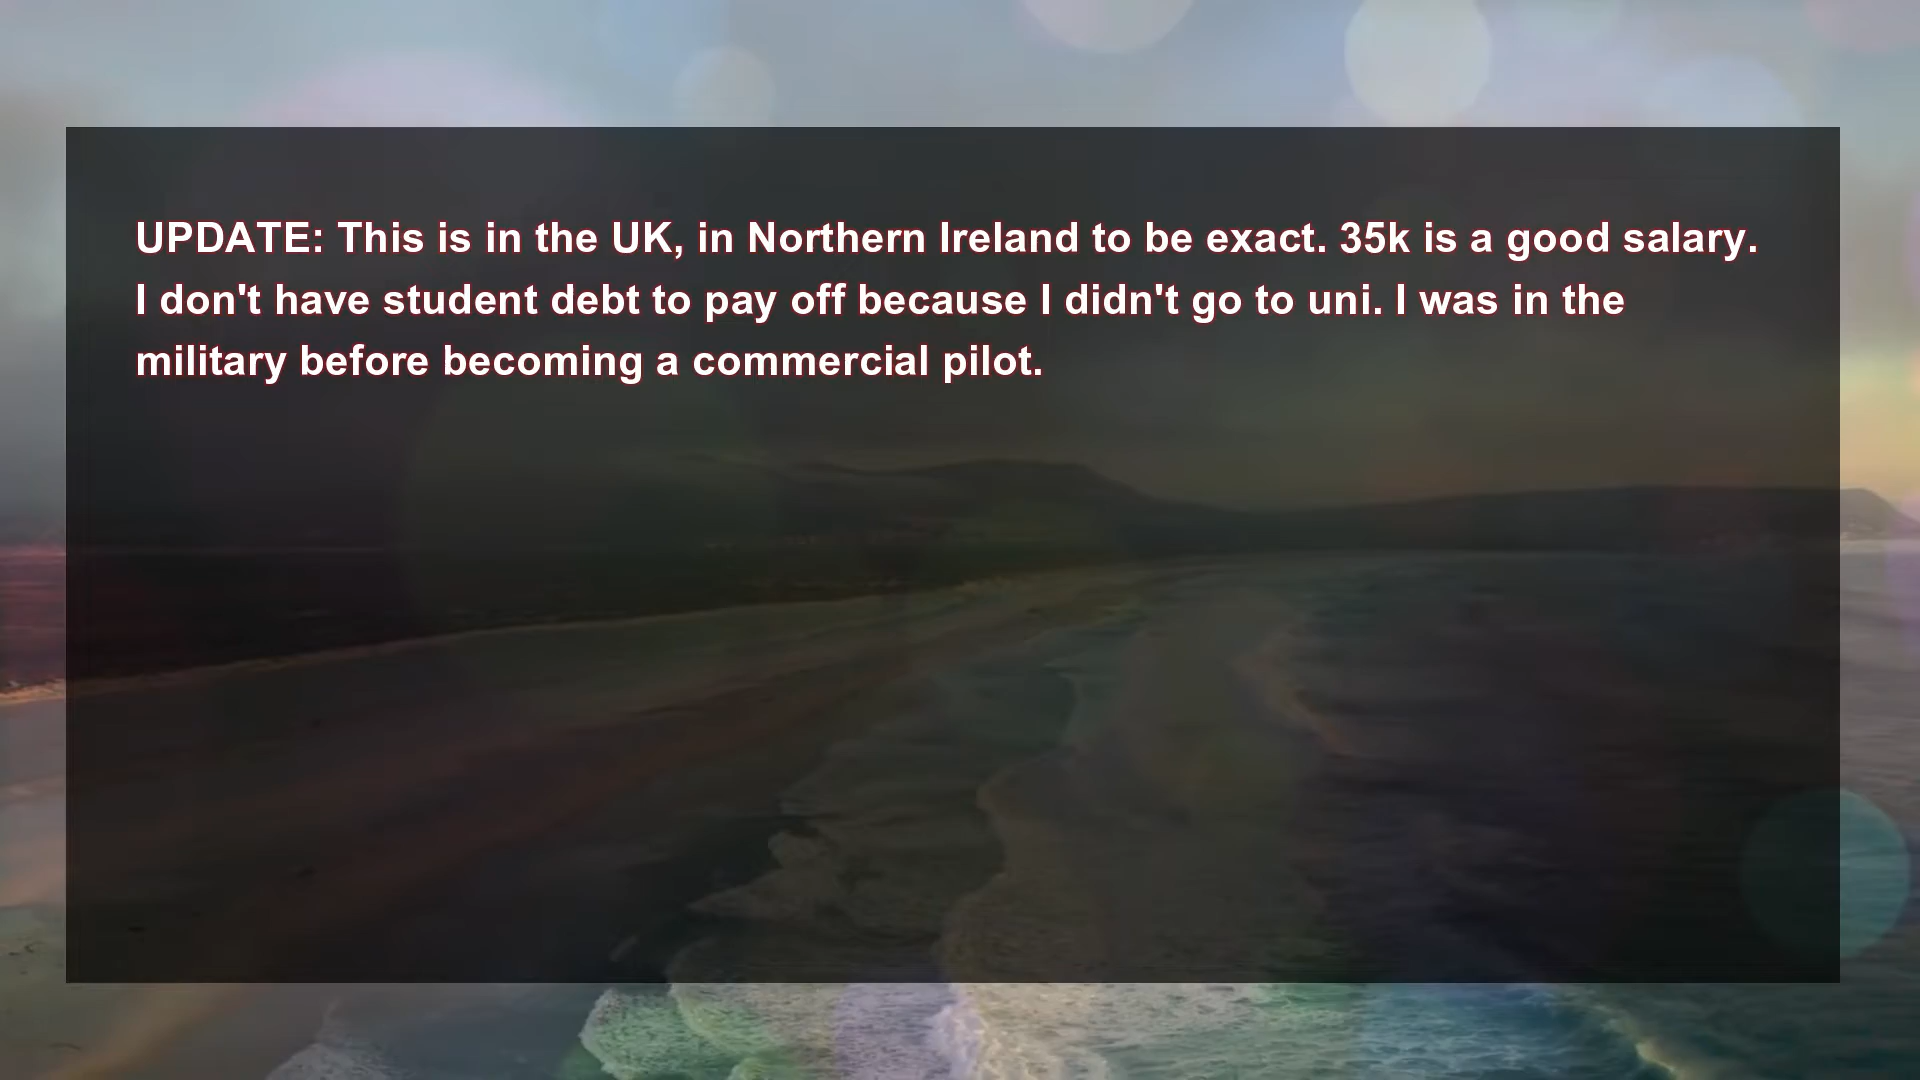 UPDATE: This is in the UK, in Northern Ireland to be exact. 35k is a good salary.
I don't have student debt to pay off because I didn't go to uni. I was in the
military before becoming a commercial pilot.